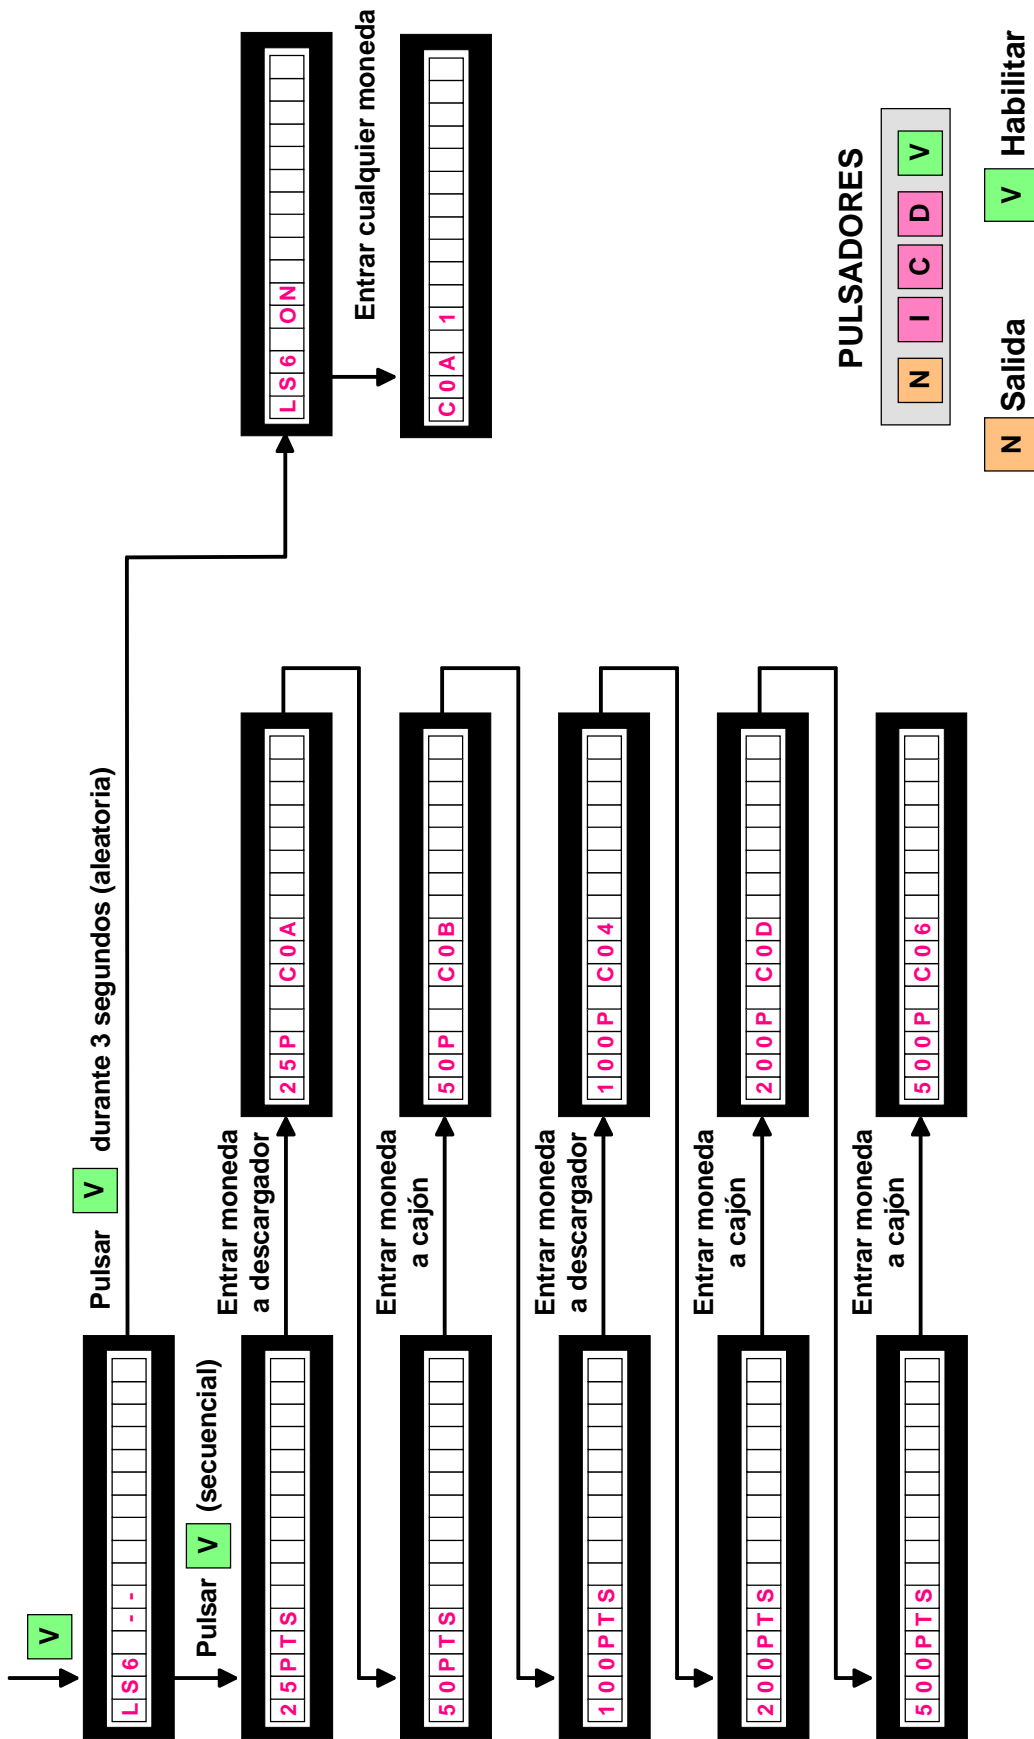 V
LS6 --
Pulsar V durante 3 segundos (aleatoria)
LS6 ON
Entrar cualquier moneda
C0A 1
Pulsar V (secuencial)
25PTS
Entrar moneda
a descargador
25P C0A
50PTS
Entrar moneda
a cajón
50P C0B
100PTS
Entrar moneda
a descargador
100P C04
200PTS
Entrar moneda
a cajón
200P C0D
500PTS
Entrar moneda
a cajón
500P C06
PULSADORES
N I C D V
N Salida
V Habilitar